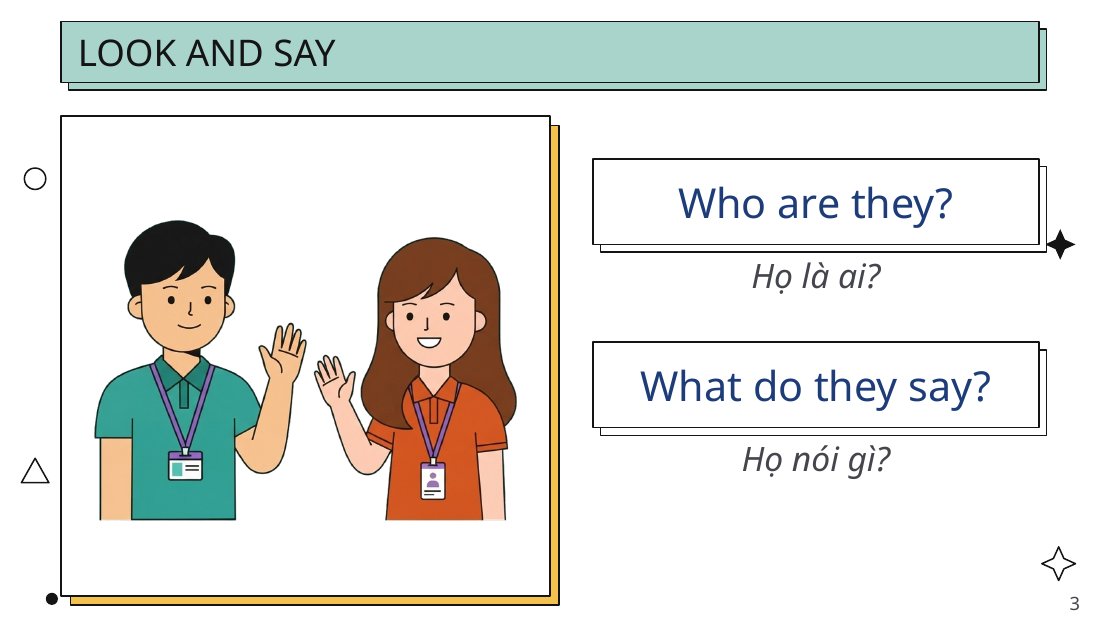 LOOK AND SAY
Who are they?
Họ là ai?
What do they say?
Họ nói gì?
3